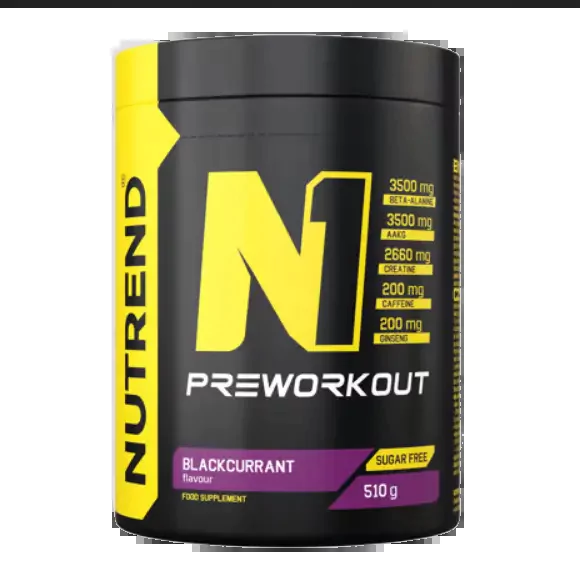 NUTREND®
N1
3500 mg
BETA-ALANINE
3500 mg
AAKG
2660 mg
CREATINE
200 mg
CAFFEINE
200 mg
GINSENG
PREWORKOUT
BLACKCURRANT
flavour
SUGAR FREE
FOOD SUPPLEMENT
510 g